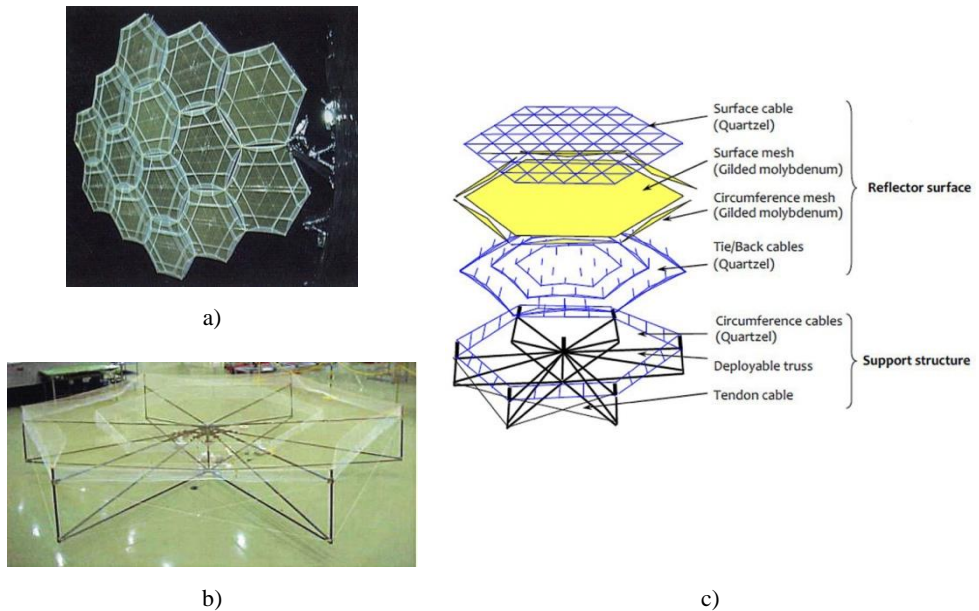 a)
b)
Surface cable
(Quartzel)
Surface mesh
(Gilded molybdenum)
Circumference mesh
(Gilded molybdenum)
Reflector surface
Tie/Back cables
(Quartzel)
Circumference cables
(Quartzel)
Deployable truss
Support structure
Tendon cable
c)